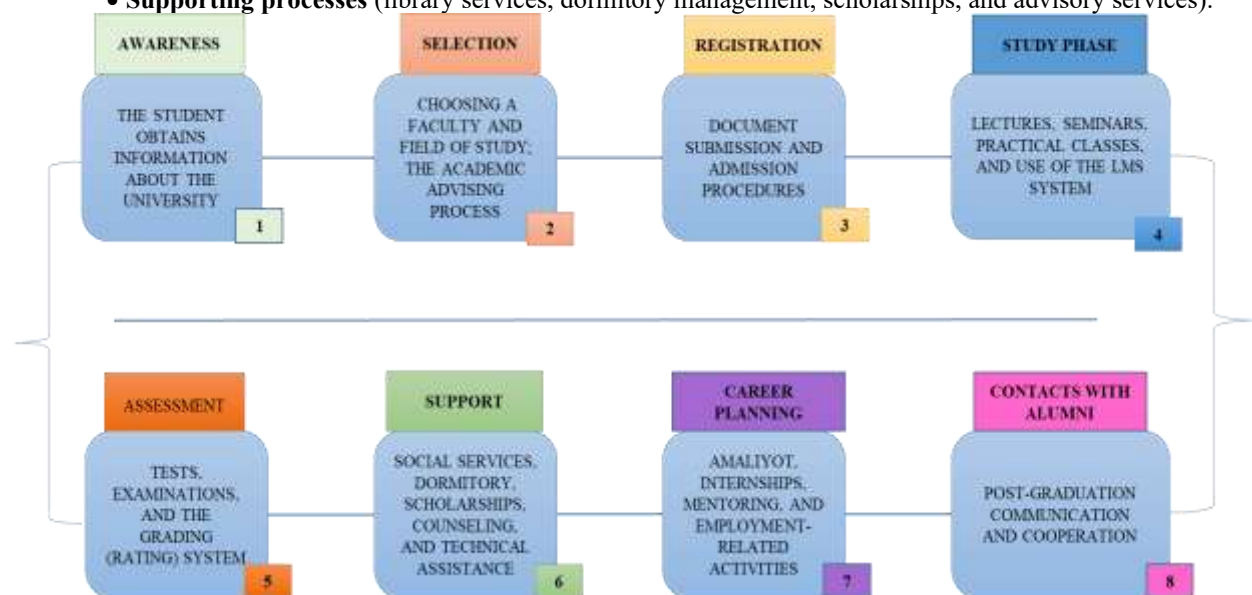 • Supporting processes (library services, dormitory management, scholarships, and advisory services).
AWARENESS
THE STUDENT
OBTAINS
INFORMATION
ABOUT THE
UNIVERSITY
1
SELECTION
CHOOSING A
FACULTY AND
FIELD OF STUDY;
THE ACADEMIC
ADVISING
PROCESS
2
REGISTRATION
DOCUMENT
SUBMISSION AND
ADMISSION
PROCEDURES
3
STUDY PHASE
LECTURES, SEMINARS,
PRACTICAL CLASSES,
AND USE OF THE LMS
SYSTEM
4
ASSESSMENT
TESTS,
EXAMINATIONS,
AND THE
GRADING
(RATING) SYSTEM
5
SUPPORT
SOCIAL SERVICES,
DORMITORY,
SCHOLARSHIPS,
COUNSELING,
AND TECHNICAL
ASSISTANCE
6
CAREER
PLANNING
AMALIYOT,
INTERNSHIPS,
MENTORING, AND
EMPLOYMENT-
RELATED
ACTIVITIES
7
CONTACTS WITH
ALUMNI
POST-GRADUATION
COMMUNICATION
AND COOPERATION
8